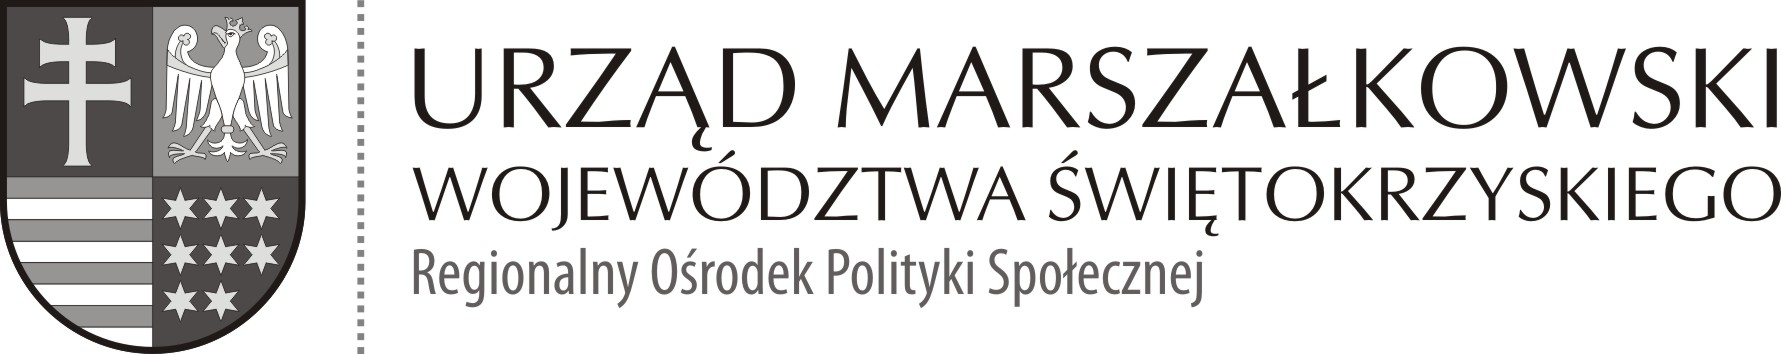 URZĄD MARSZAŁKOWSKI
WOJEWÓDZTWA ŚWIĘTOKRZYSKIEGO
Regionalny Ośrodek Polityki Społecznej